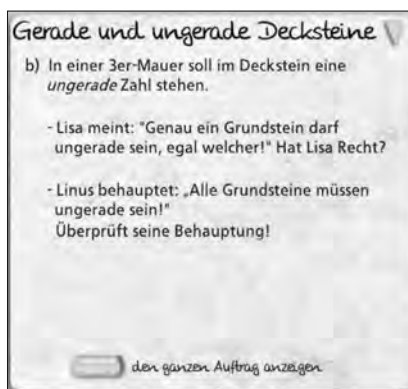 Gerade und ungerade Decksteine
b) In einer 3er-Mauer soll im Deckstein eine
ungerade Zahl stehen.
- Lisa meint: "Genau ein Grundstein darf
ungerade sein, egal welcher!" Hat Lisa Recht?
- Linus behauptet: „Alle Grundsteine müssen
ungerade sein!"
Überprüft seine Behauptung!
den ganzen Auftrag anzeigen